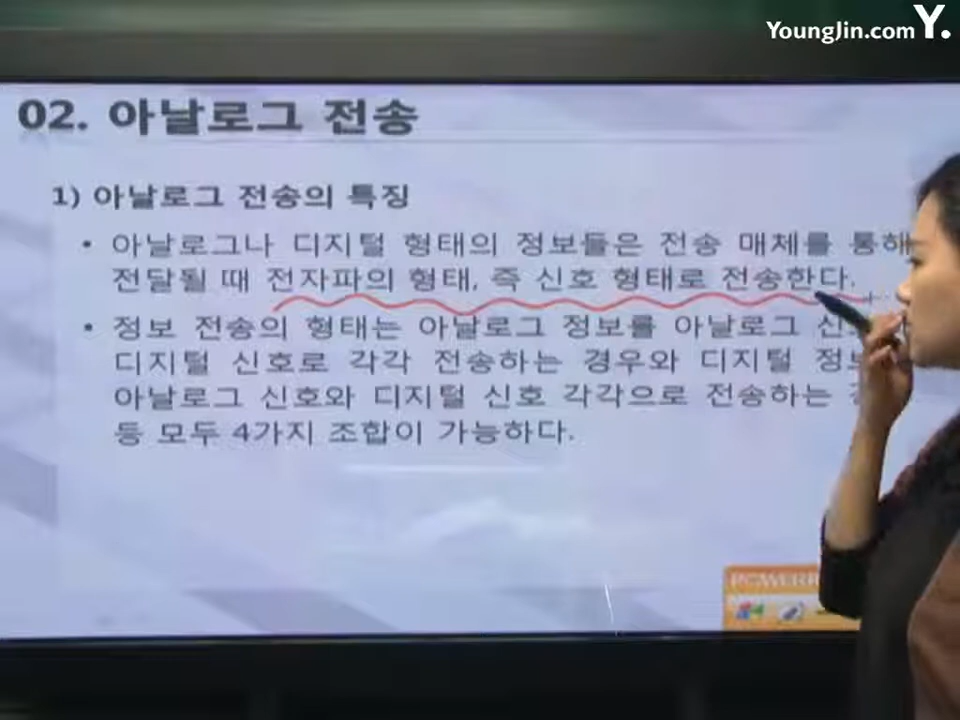 YoungJin.com Y.
02. 아날로그 전송
1) 아날로그 전송의 특징
• 아날로그나 디지털 형태의 정보들은 전송 매체를 통해
전달될 때 전자파의 형태, 즉 신호 형태로 전송한다.
• 정보 전송의 형태는 아날로그 정보를 아날로그
디지털 신호로 각각 전송하는 경우와 디지털
아날로그 신호와 디지털 신호 각각으로 전송하는
등 모두 4가지 조합이 가능하다.